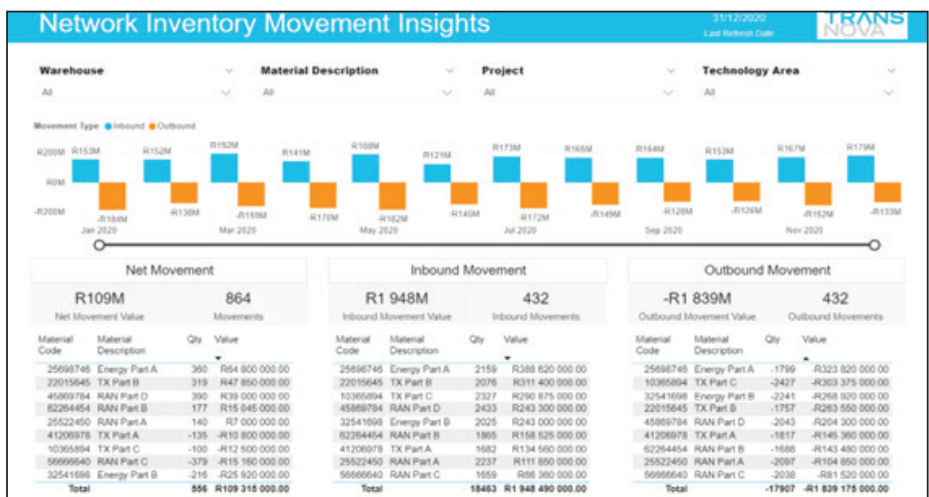 Network Inventory Movement Insights
31/12/2020
Last Refresh Date
TRANS
NOVA
Warehouse
Material Description
Project
Technology Area
All
All
All
All
Movement Type Inbound Outbound
R200M R153M R152M R192M R141M R188M R121M R173M R165M R164M R153M R167M R179M
R0M
-R200M -R184M -R138M -R159M -R170M -R182M -R145M -R172M -R149M -R128M -R126M -R152M -R133M
Jan 2020 Mar 2020 May 2020 Jul 2020 Sep 2020 Nov 2020
Net Movement
R109M 864
Net Movement Value Movements
Material Code Material Description Qty Value
25698746 Energy Part A 360 R64 800 000.00
22015645 TX Part B 319 R47 850 000.00
45869784 RAN Part D 390 R39 000 000.00
62264454 RAN Part B 177 R15 045 000.00
25522450 RAN Part A 140 R7 000 000.00
41206978 TX Part A -135 -R10 800 000.00
10365894 TX Part C -100 -R12 500 000.00
56666640 RAN Part C -379 -R15 160 000.00
32541698 Energy Part B -216 -R25 920 000.00
Total 556 R109 315 000.00
Inbound Movement
R1 948M 432
Inbound Movement Value Inbound Movements
Material Code Material Description Qty Value
25698746 Energy Part A 2159 R388 620 000.00
22015645 TX Part B 2076 R311 400 000.00
10365894 TX Part C 2327 R290 875 000.00
45869784 RAN Part D 2433 R243 300 000.00
32541698 Energy Part B 2025 R243 000 000.00
62264454 RAN Part B 1865 R158 525 000.00
41206978 TX Part A 1682 R134 560 000.00
25522450 RAN Part A 2237 R111 850 000.00
56666640 RAN Part C 1659 R66 360 000.00
Total 18463 R1 948 490 000.00
Outbound Movement
-R1 839M 432
Outbound Movement Value Outbound Movements
Material Code Material Description Qty Value
25698746 Energy Part A -1799 -R323 820 000.00
10365894 TX Part C -2427 -R303 375 000.00
32541698 Energy Part B -2241 -R268 920 000.00
22015645 TX Part B -1757 -R263 550 000.00
45869784 RAN Part D -2043 -R204 300 000.00
41206978 TX Part A -1817 -R145 360 000.00
62264454 RAN Part B -1688 -R143 480 000.00
25522450 RAN Part A -2097 -R104 850 000.00
56666640 RAN Part C -2038 -R81 520 000.00
Total -17907 -R1 839 175 000.00